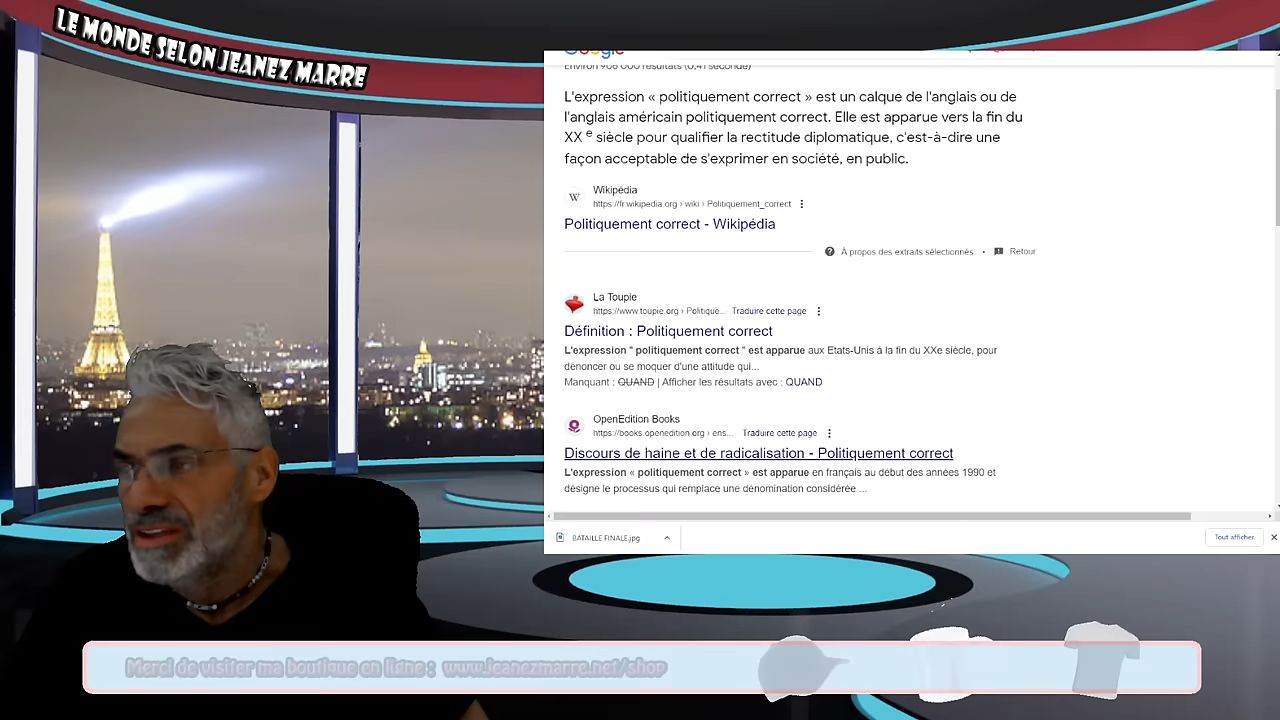 LE MONDE SELON JEANEZ MARRE
Google
Environ 908 000 résultats (0,41 seconde)
L'expression « politiquement correct » est un calque de l'anglais ou de
l'anglais américain politiquement correct. Elle est apparue vers la fin du
XX e siècle pour qualifier la rectitude diplomatique, c'est-à-dire une
façon acceptable de s'exprimer en société, en public.
W
Wikipédia
https://fr.wikipedia.org › wiki › Politiquement_correct
Politiquement correct - Wikipédia
À propos des extraits sélectionnés • Retour
La Toupie
https://www.toupie.org › Politique... Traduire cette page
Définition : Politiquement correct
L'expression " politiquement correct " est apparue aux Etats-Unis à la fin du XXe siècle, pour
dénoncer ou se moquer d'une attitude qui...
Manquant : QUAND | Afficher les résultats avec : QUAND
OpenEdition Books
https://books.openedition.org › ens... Traduire cette page
Discours de haine et de radicalisation - Politiquement correct
L'expression « politiquement correct » est apparue en français au début des années 1990 et
désigne le processus qui remplace une dénomination considérée ...
BATAILLE FINALE.jpg
Tout afficher
Merci de visiter ma boutique en ligne : www.jeanezmarre.net/shop